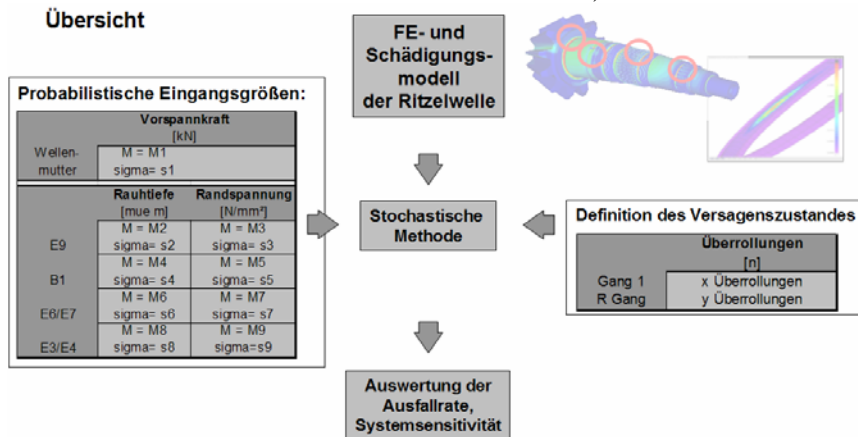 Übersicht
FE- und
Schädigungs-
modell
der Ritzelwelle
Probabilistische Eingangsgrößen:
Vorspannkraft
[kN]
Wellen-
mutter
M = M1
sigma= s1
Rauhtiefe Randspannung
[mue m] [N/mm²]
M = M2 M = M3
E9 sigma= s2 sigma= s3
M = M4 M = M5
B1 sigma= s4 sigma= s5
M = M6 M = M7
E6/E7 sigma= s6 sigma= s7
M = M8 M = M9
E3/E4 sigma= s8 sigma=s9
Stochastische
Methode
Definition des Versagenszustandes
Überrollungen
[n]
Gang 1 x Überrollungen
R Gang y Überrollungen
Auswertung der
Ausfallrate,
Systemsensitivität